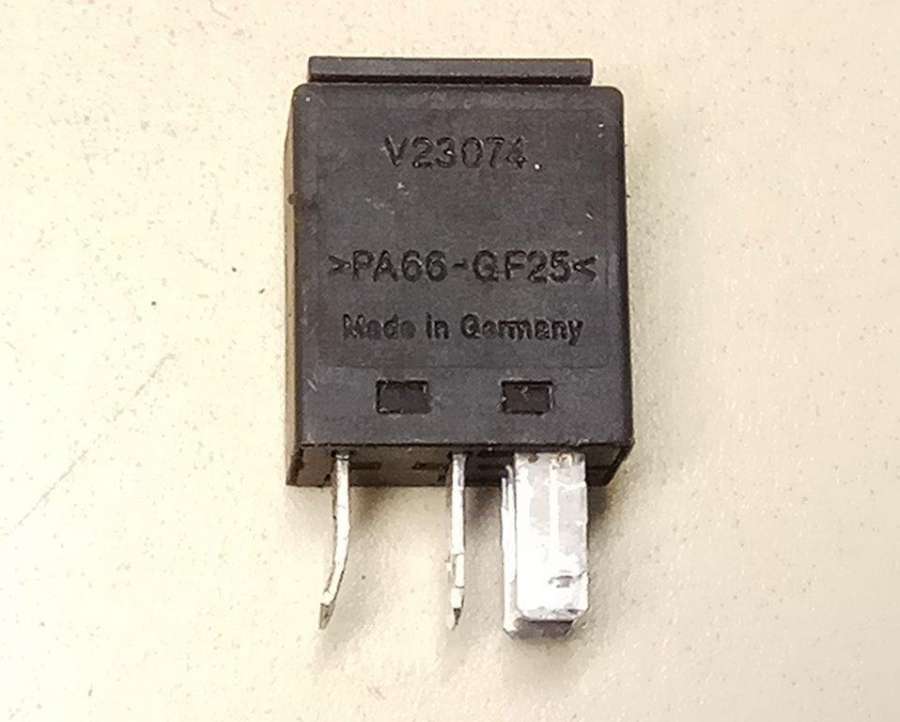 V23074
>PA66-GF25<
Made in Germany